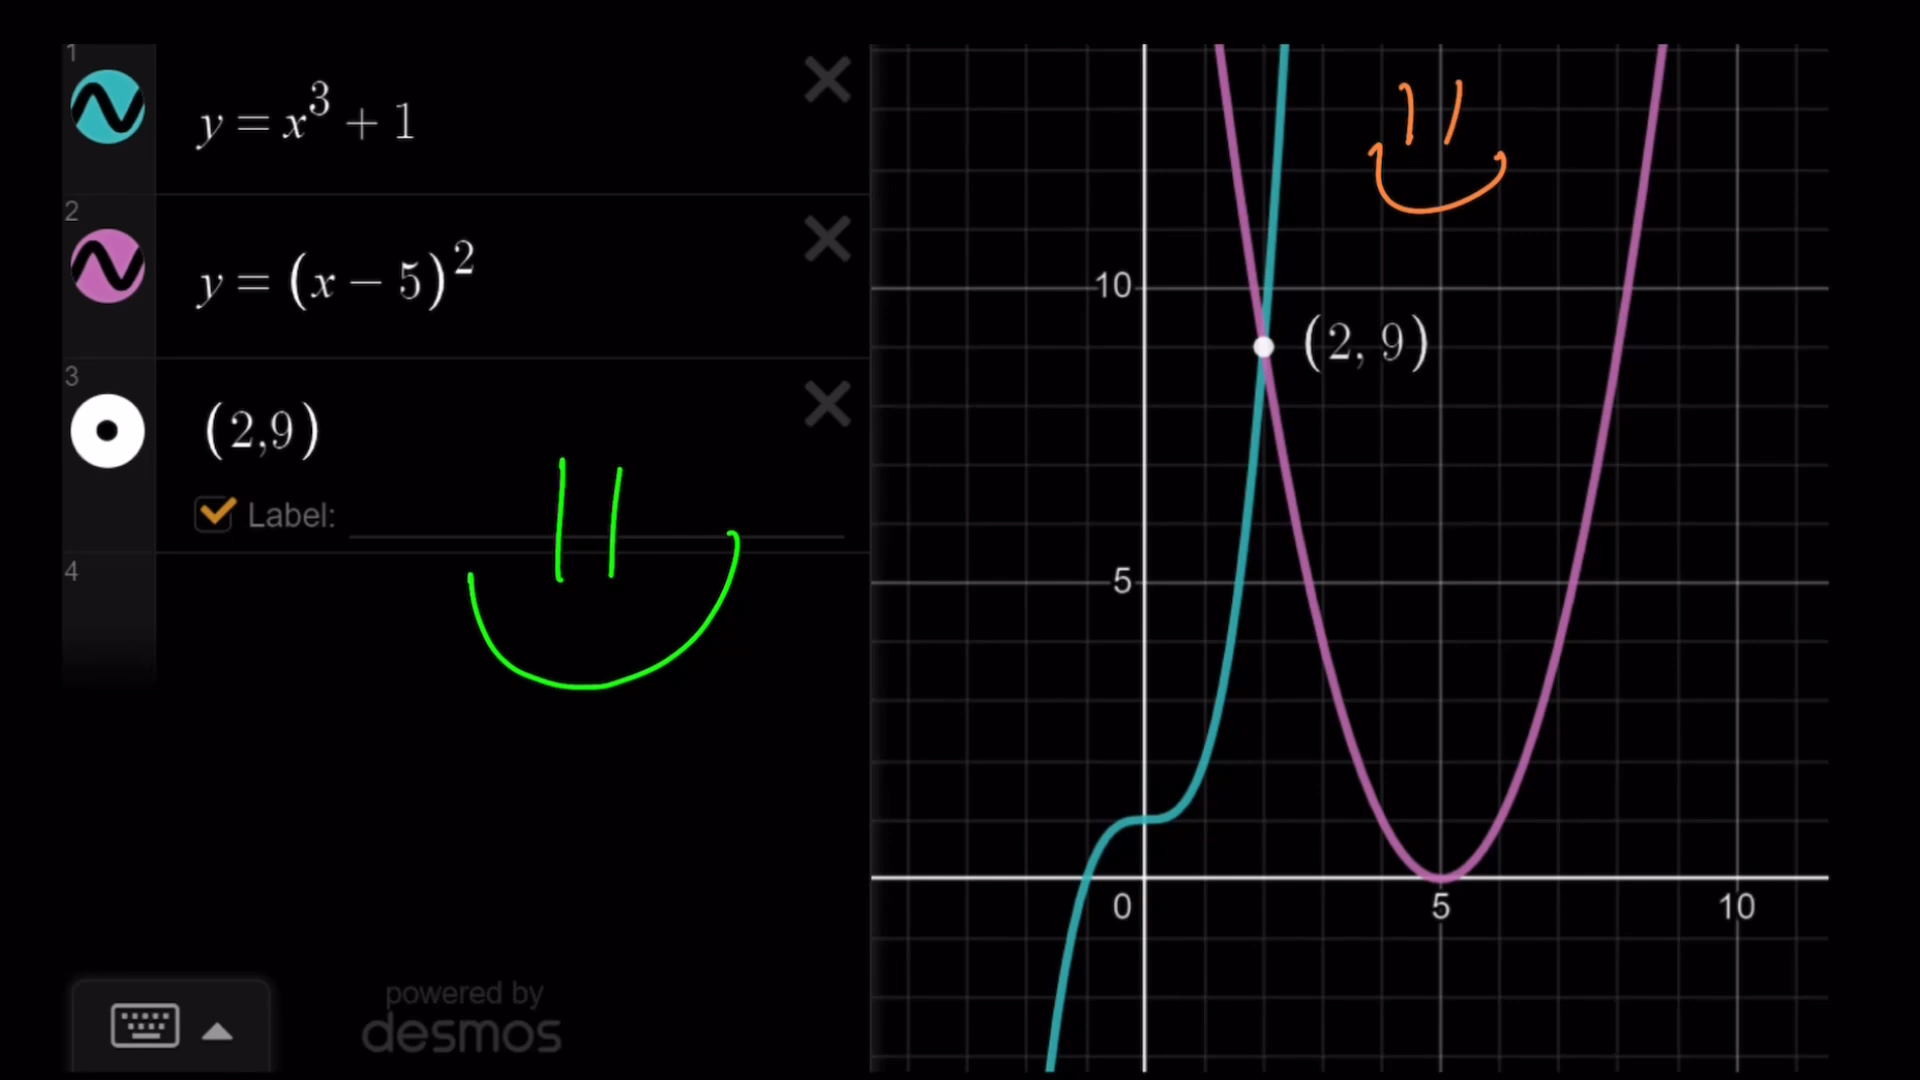 1
y = x³ + 1
2
y = (x − 5)²
3
(2,9)
Label:
4
powered by
desmos
10
(2, 9)
5
0
5
10